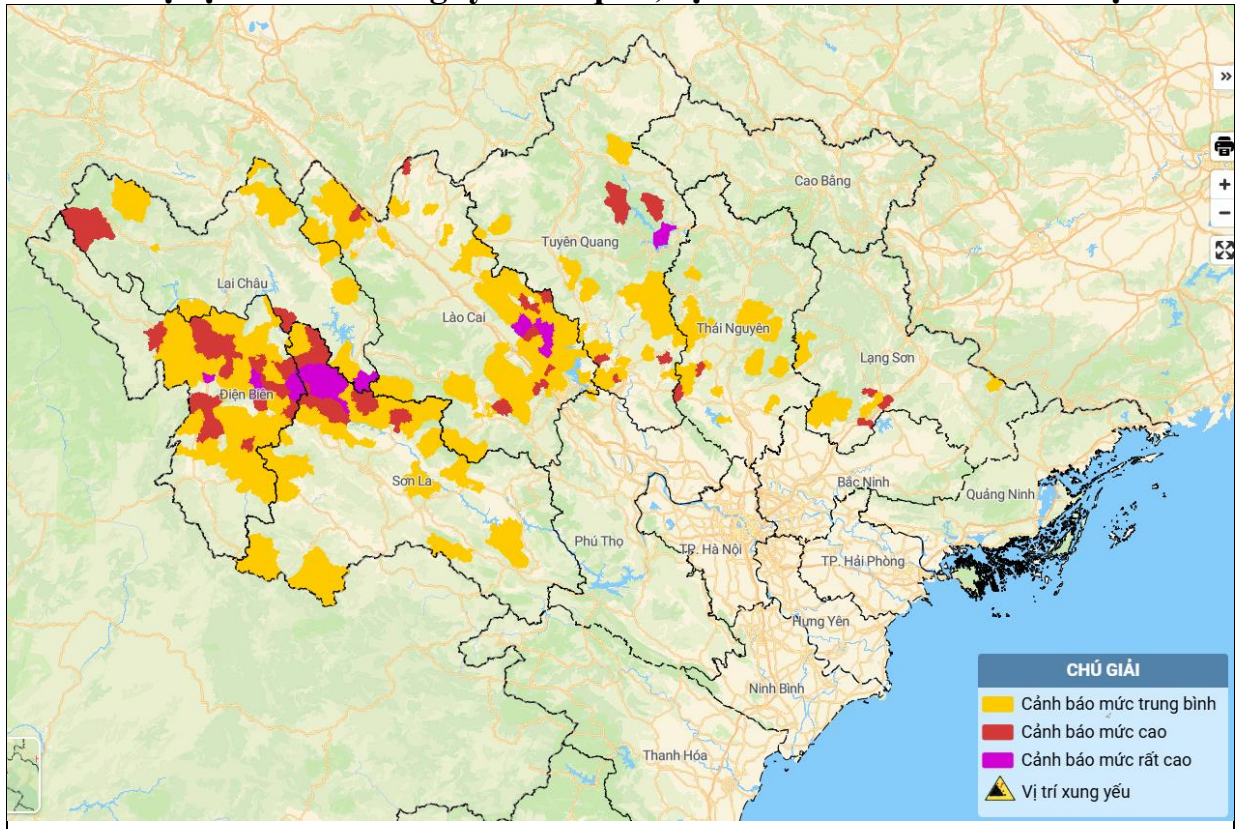 »
Cao Bằng
Tuyên Quang
Lai Châu
Lào Cai
Thái Nguyên
Lạng Sơn
Điện Biên
Sơn La
Bắc Ninh
Quảng Ninh
Phú Thọ
TP. Hà Nội
TP. Hải Phòng
Hưng Yên
Ninh Bình
Thanh Hóa
+
−
CHÚ GIẢI
Cảnh báo mức trung bình
Cảnh báo mức cao
Cảnh báo mức rất cao
Vị trí xung yếu